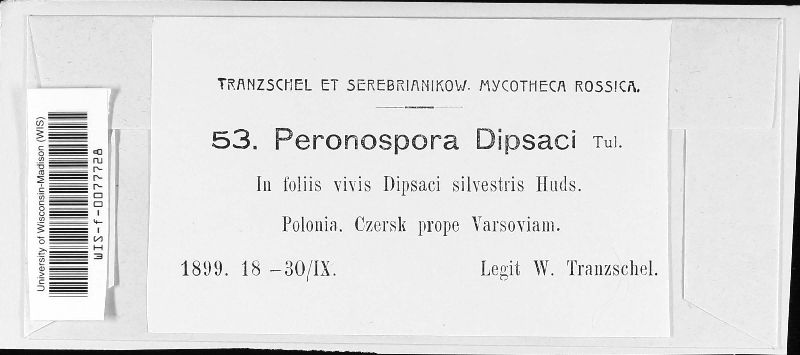 TRANZSCHEL ET SEREBRIANIKOW. MYCOTHECA ROSSICA.
53. Peronospora Dipsaci Tul.
In foliis vivis Dipsaci silvestris Huds.
Polonia. Czersk prope Varsoviam.
1899. 18 – 30/IX. Legit W. Tranzschel.
University of Wisconsin-Madison (WIS)
WIS-f-0077728